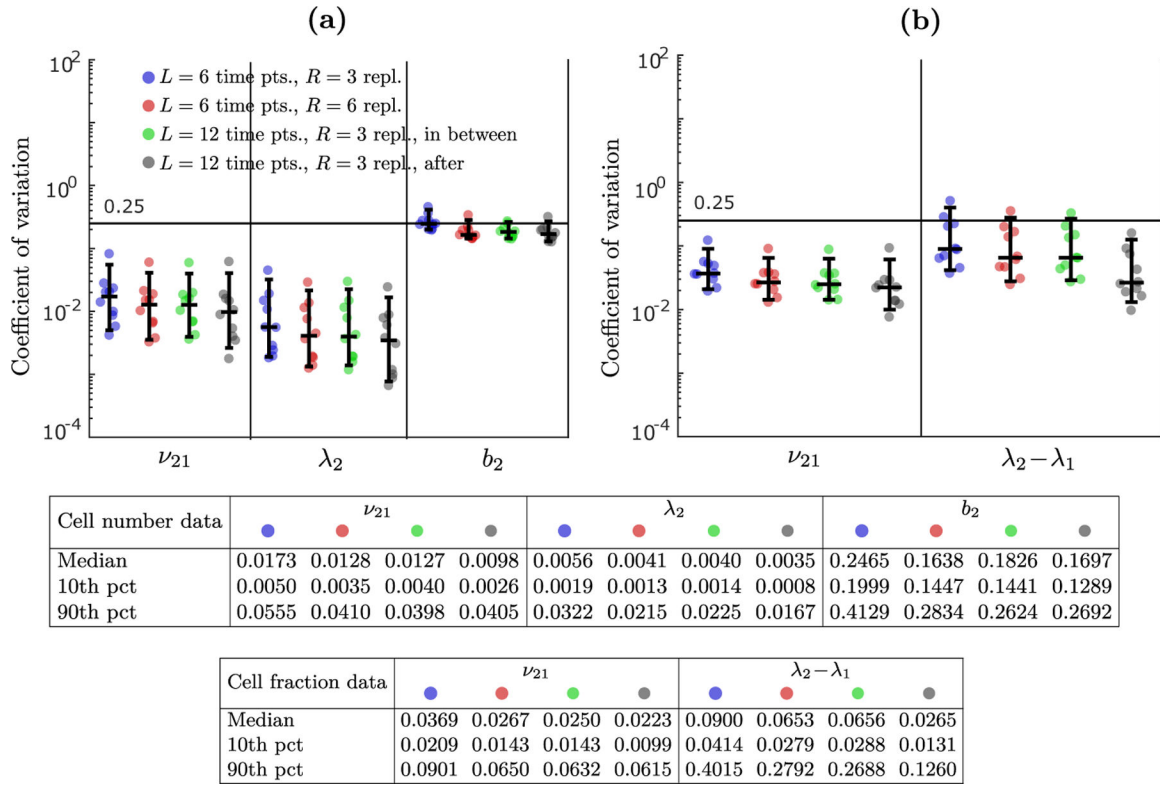 (a) (b)
10² 10²
L = 6 time pts., R = 3 repl.
L = 6 time pts., R = 6 repl.
L = 12 time pts., R = 3 repl., in between
L = 12 time pts., R = 3 repl., after
Coefficient of variation Coefficient of variation
10⁰ 10⁰
0.25 0.25
10⁻² 10⁻²
10⁻⁴ 10⁻⁴
ν₂₁ λ₂ b₂ ν₂₁ λ₂−λ₁
Cell number data ν₂₁ λ₂ b₂
Median 0.0173 0.0128 0.0127 0.0098 0.0056 0.0041 0.0040 0.0035 0.2465 0.1638 0.1826 0.1697
10th pct 0.0050 0.0035 0.0040 0.0026 0.0019 0.0013 0.0014 0.0008 0.1999 0.1447 0.1441 0.1289
90th pct 0.0555 0.0410 0.0398 0.0405 0.0322 0.0215 0.0225 0.0167 0.4129 0.2834 0.2624 0.2692
Cell fraction data ν₂₁ λ₂−λ₁
Median 0.0369 0.0267 0.0250 0.0223 0.0900 0.0653 0.0656 0.0265
10th pct 0.0209 0.0143 0.0143 0.0099 0.0414 0.0279 0.0288 0.0131
90th pct 0.0901 0.0650 0.0632 0.0615 0.4015 0.2792 0.2688 0.1260